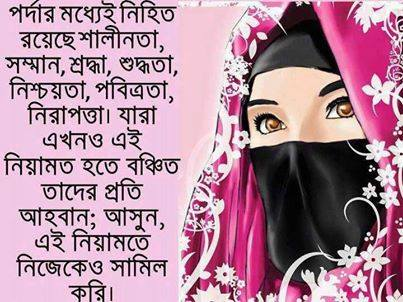 পর্দার মধ্যেই নিহিত
রয়েছে শালীনতা,
সম্মান, শ্রদ্ধা, শুদ্ধতা,
নিশ্চয়তা, পবিত্রতা,
নিরাপত্তা। যারা
এখনও এই
নিয়ামত হতে বঞ্চিত
তাদের প্রতি
আহবান; আসুন,
এই নিয়ামতে
নিজেকেও সামিল
করি।